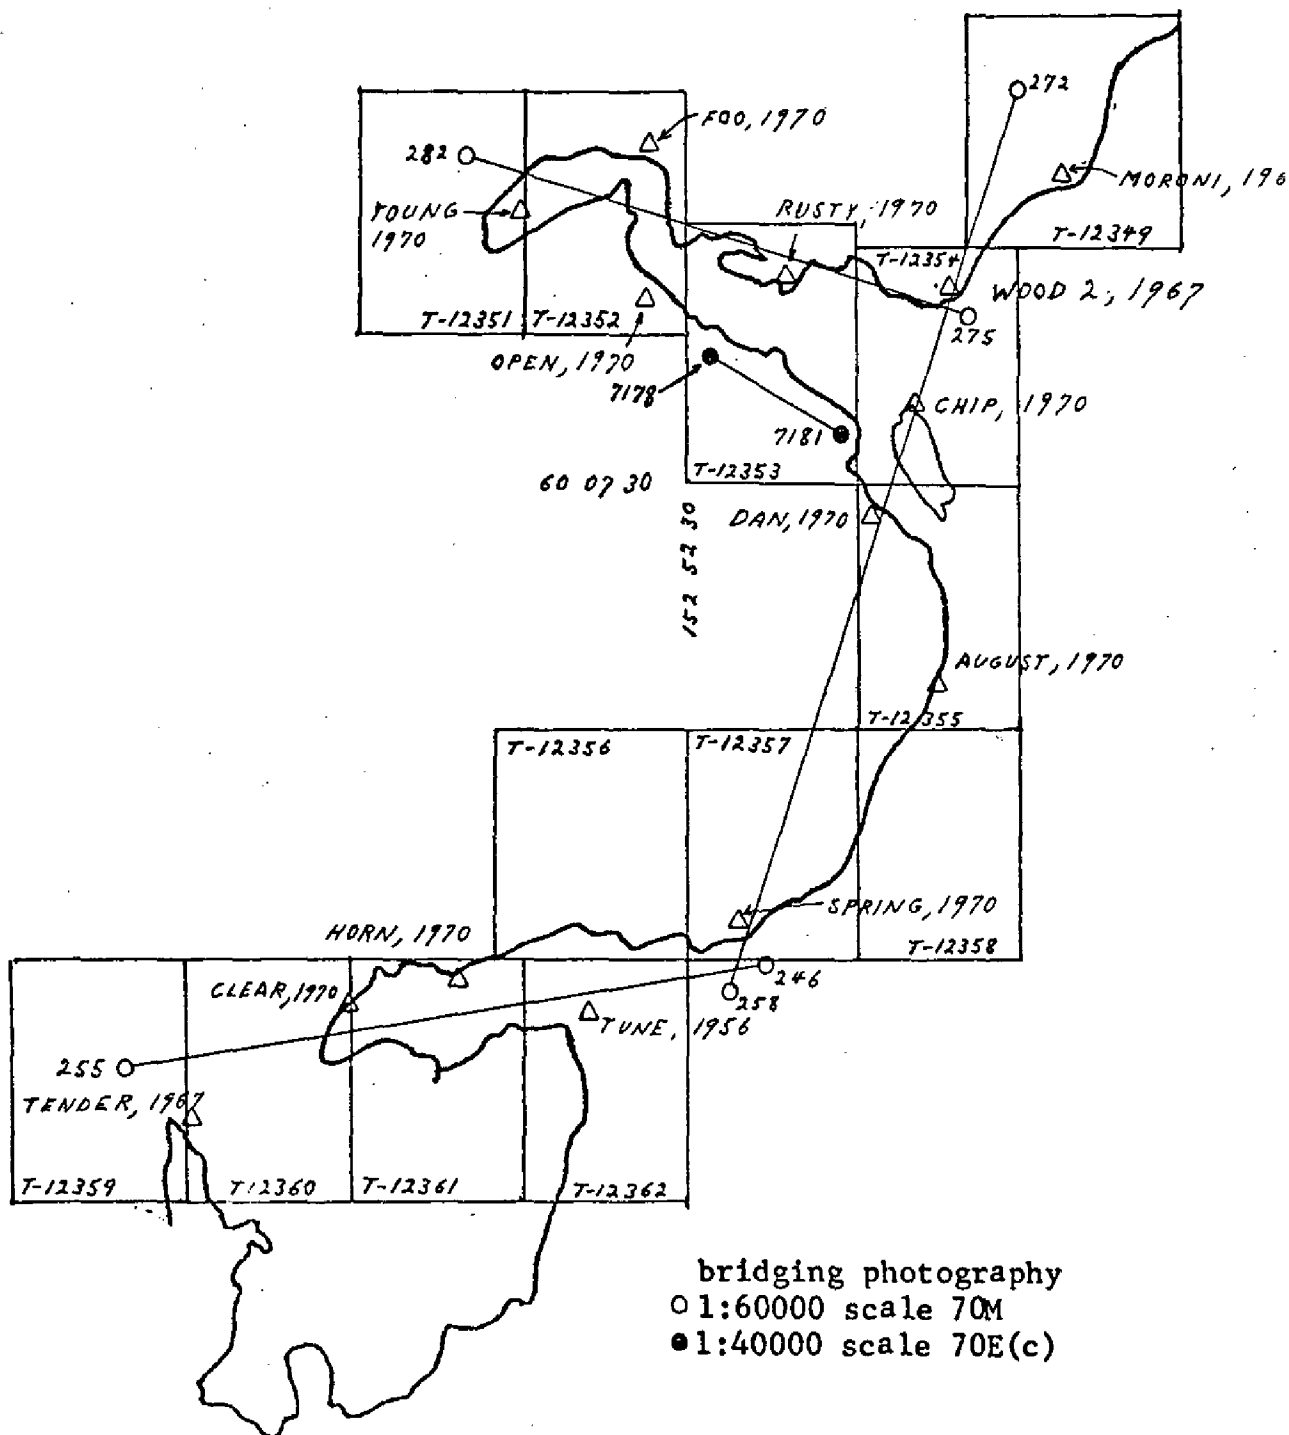 272
FOO, 1970
282
MORONI, 196
YOUNG
1970
RUSTY, 1970
T-12349
T-12354
WOOD 2, 1967
T-12351
T-12352
275
OPEN, 1970
7178
CHIP, 1970
7181
T-12353
60 07 30
DAN, 1970
152 52 30
AUGUST, 1970
T-12355
T-12356
T-12357
SPRING, 1970
HORN, 1970
T-12358
246
CLEAR, 1970
258
TUNE, 1956
255
TENDER, 1967
T-12359
T-12360
T-12361
T-12362
bridging photography
1:60000 scale 70M
1:40000 scale 70E(c)